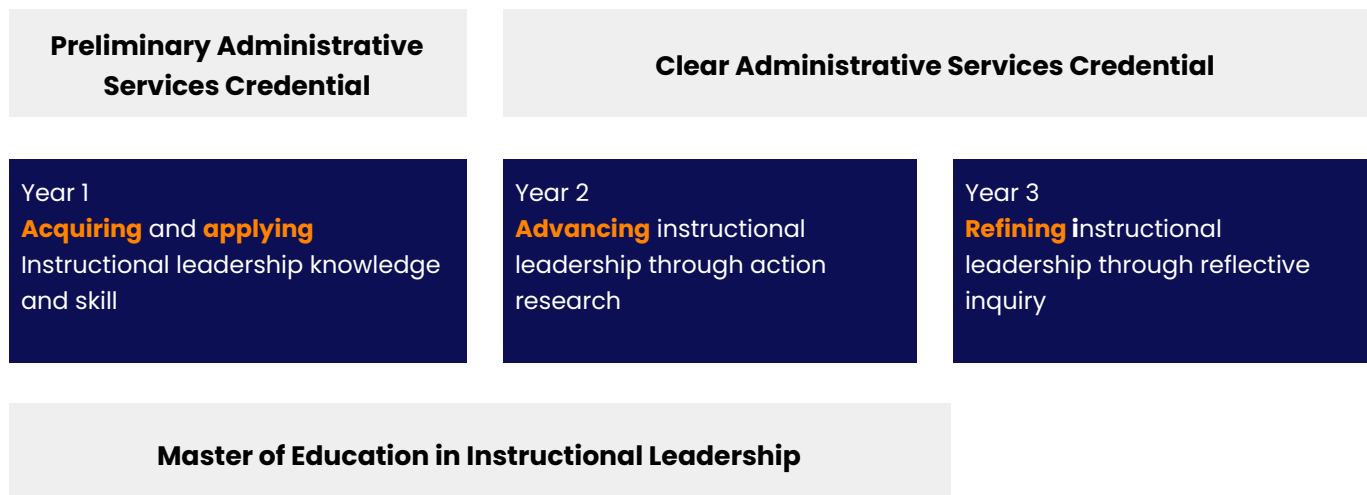 Preliminary Administrative
Services Credential
Clear Administrative Services Credential
Year 1
Acquiring and applying
Instructional leadership knowledge
and skill
Year 2
Advancing instructional
leadership through action
research
Year 3
Refining instructional
leadership through reflective
inquiry
Master of Education in Instructional Leadership